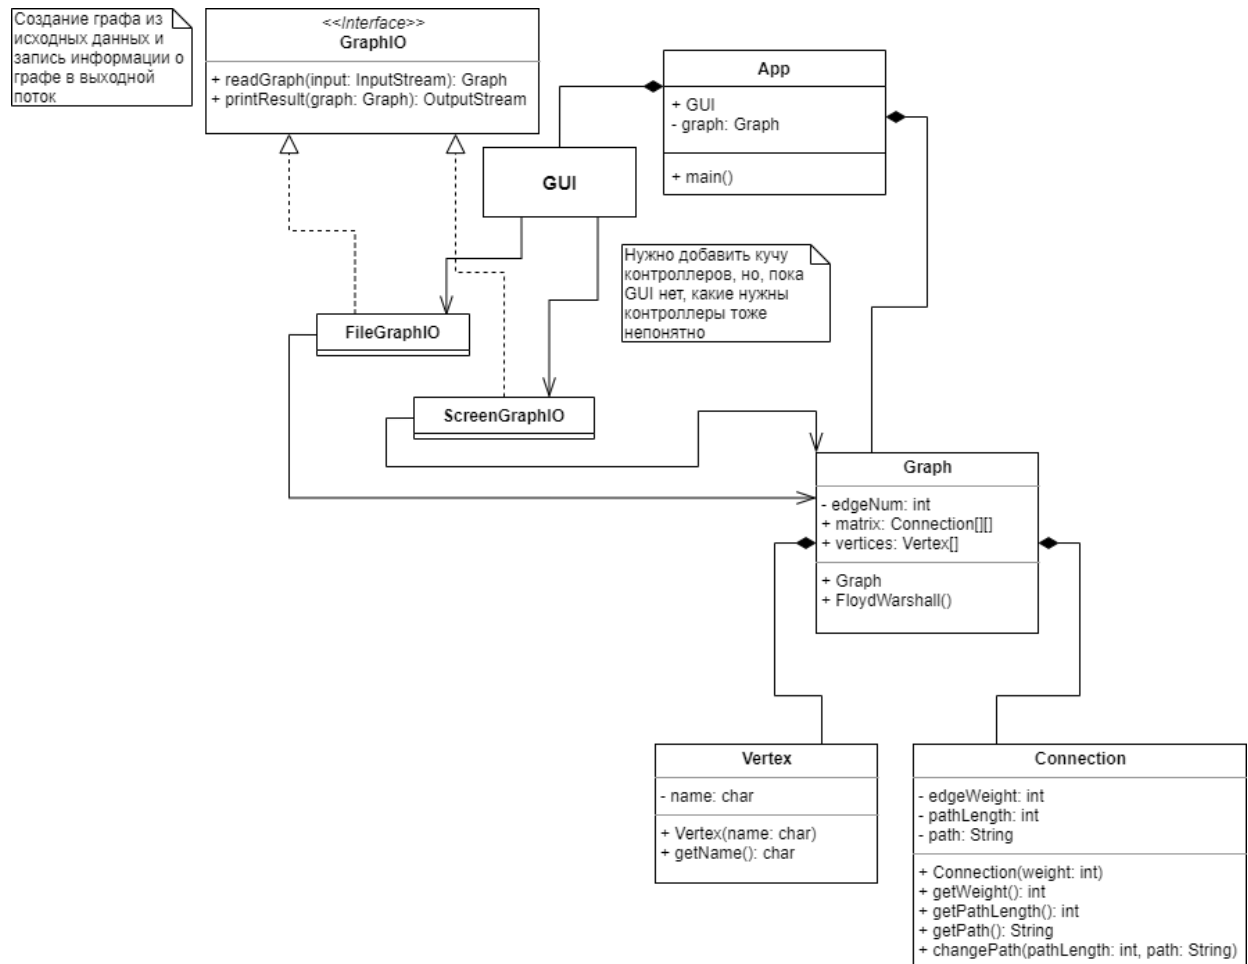 Создание графа из
исходных данных и
запись информации о
графе в выходной
поток
<<Interface>>
GraphIO
+ readGraph(input: InputStream): Graph
+ printResult(graph: Graph): OutputStream
App
+ GUI
- graph: Graph
+ main()
GUI
Нужно добавить кучу
контроллеров, но, пока
GUI нет, какие нужны
контроллеры тоже
непонятно
FileGraphIO
ScreenGraphIO
Graph
- edgeNum: int
+ matrix: Connection[][]
+ vertices: Vertex[]
+ Graph
+ FloydWarshall()
Vertex
- name: char
+ Vertex(name: char)
+ getName(): char
Connection
- edgeWeight: int
- pathLength: int
- path: String
+ Connection(weight: int)
+ getWeight(): int
+ getPathLength(): int
+ getPath(): String
+ changePath(pathLength: int, path: String)